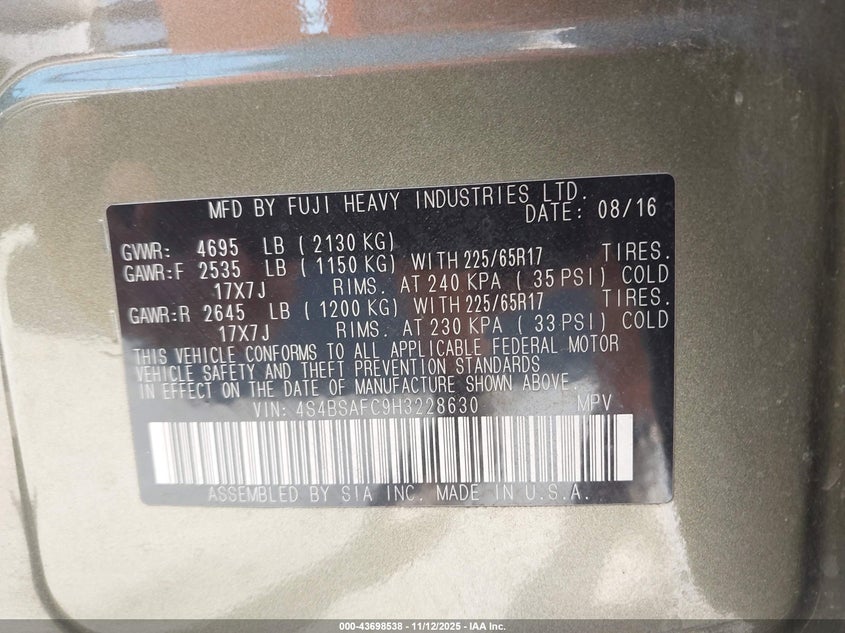 MFD BY FUJI HEAVY INDUSTRIES LTD.
DATE: 08/16
GVWR: 4695 LB ( 2130 KG)
GAWR:F 2535 LB ( 1150 KG) WITH 225/65R17 TIRES.
17X7J RIMS. AT 240 KPA ( 35 PSI) COLD
GAWR:R 2645 LB ( 1200 KG) WITH 225/65R17 TIRES.
17X7J RIMS. AT 230 KPA ( 33 PSI) COLD
THIS VEHICLE CONFORMS TO ALL APPLICABLE FEDERAL MOTOR
VEHICLE SAFETY AND THEFT PREVENTION STANDARDS
IN EFFECT ON THE DATE OF MANUFACTURE SHOWN ABOVE.
VIN: 4S4BSAFC9H3228630 MPV
ASSEMBLED BY SIA INC. MADE IN U.S.A.
000-43698538 - 11/12/2025 - IAA Inc.